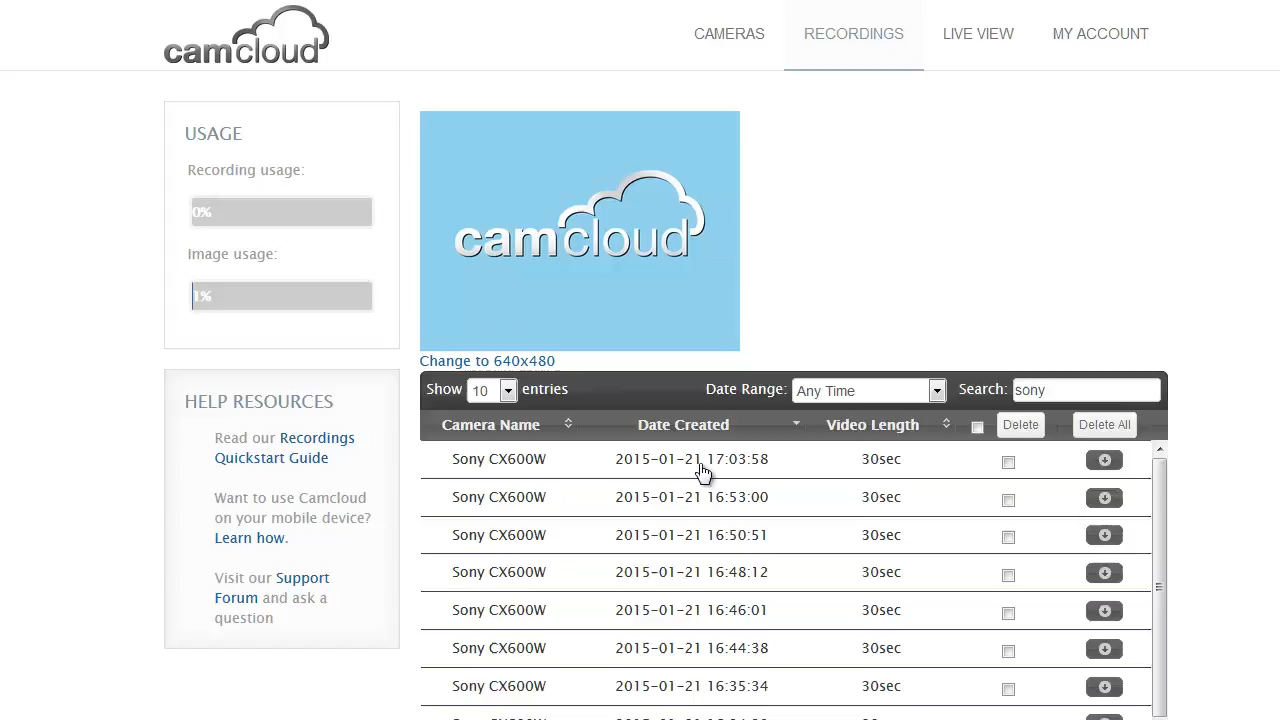 camcloud
CAMERAS
RECORDINGS
LIVE VIEW
MY ACCOUNT
USAGE
Recording usage:
0%
Image usage:
1%
HELP RESOURCES
Read our Recordings
Quickstart Guide
Want to use Camcloud
on your mobile device?
Learn how.
Visit our Support
Forum and ask a
question
camcloud
Change to 640x480
Show 10 entries Date Range: Any Time Search: sony
Camera Name Date Created Video Length Delete Delete All
Sony CX600W 2015-01-21 17:03:58 30sec
Sony CX600W 2015-01-21 16:53:00 30sec
Sony CX600W 2015-01-21 16:50:51 30sec
Sony CX600W 2015-01-21 16:48:12 30sec
Sony CX600W 2015-01-21 16:46:01 30sec
Sony CX600W 2015-01-21 16:44:38 30sec
Sony CX600W 2015-01-21 16:35:34 30sec